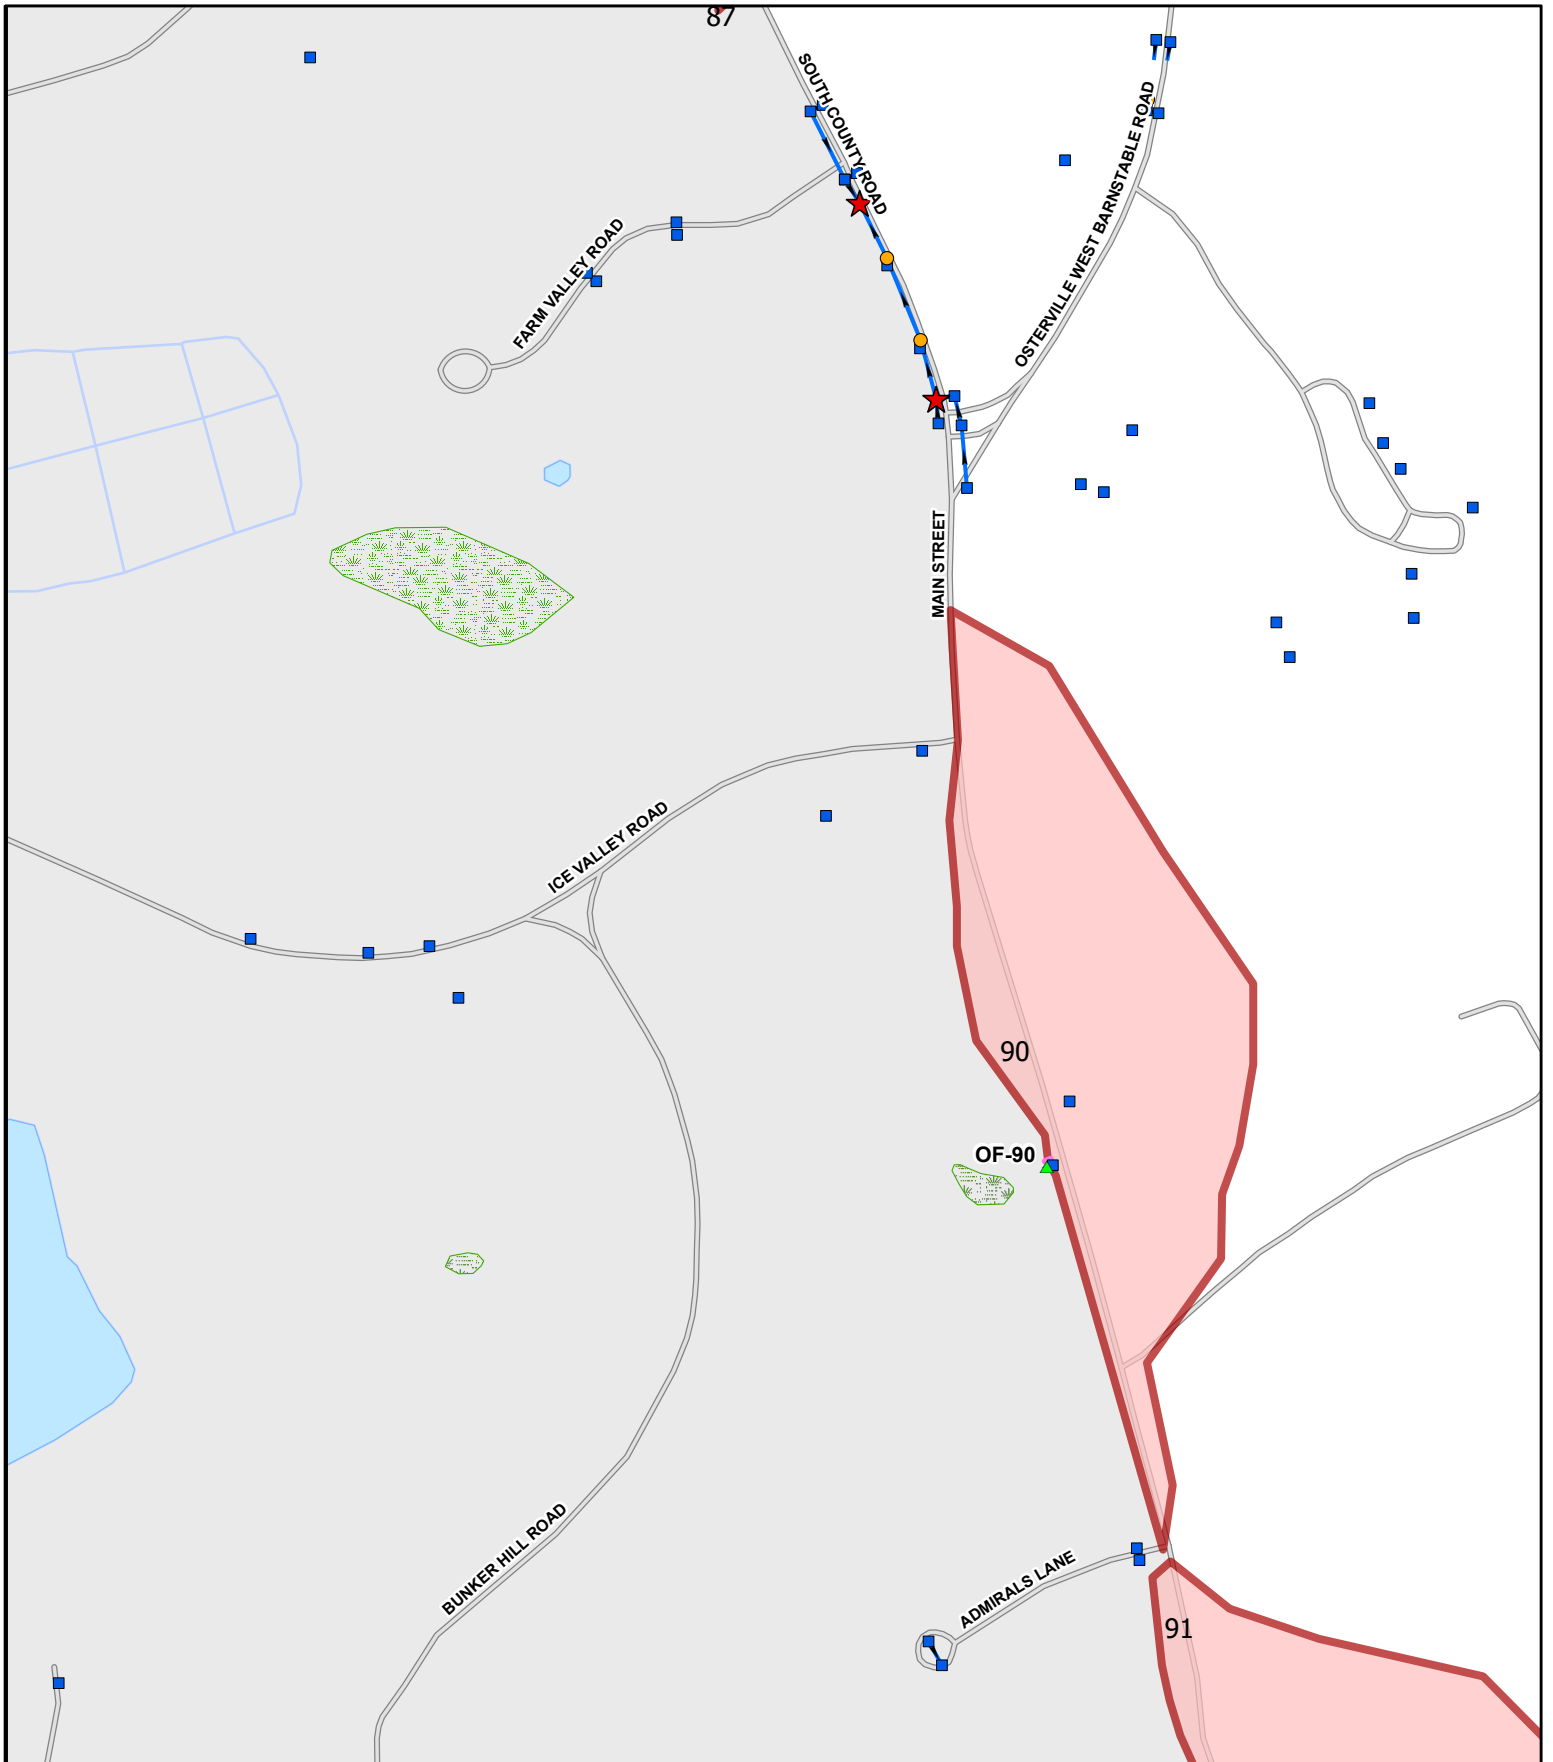 87
SOUTH COUNTY ROAD
OSTERVILLE WEST BARNSTABLE ROAD
FARM VALLEY ROAD
MAIN STREET
ICE VALLEY ROAD
90
OF-90
BUNKER HILL ROAD
ADMIRALS LANE
91